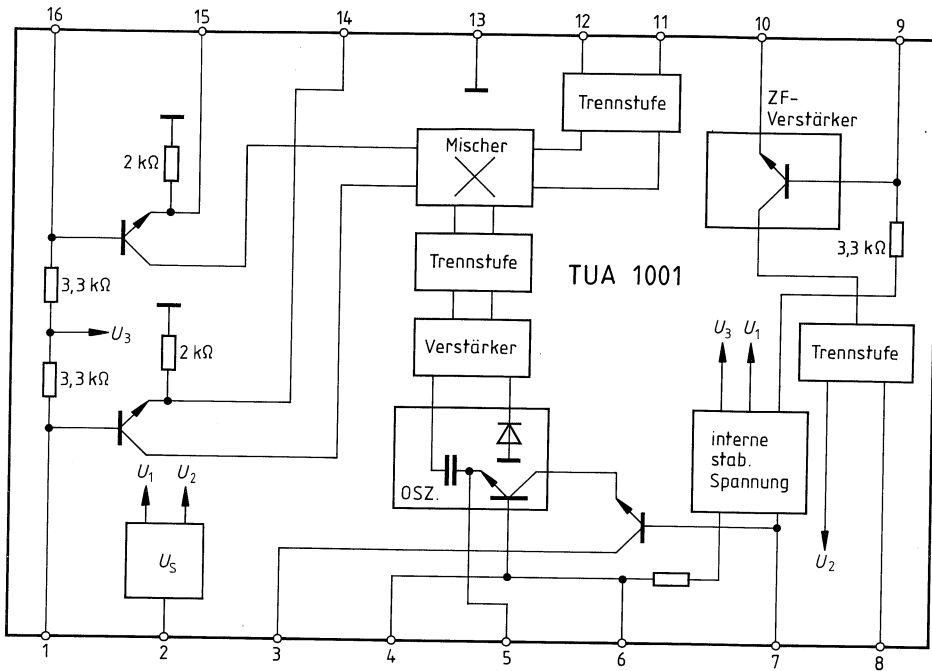 16
15
14
13
12
11
10
9
Trennstufe
ZF-
Verstärker
Mischer
2 kΩ
3,3 kΩ
Trennstufe
TUA 1001
3,3 kΩ
U₃
2 kΩ
Verstärker
U₃
U₁
Trennstufe
3,3 kΩ
interne
stab.
Spannung
U₁
U₂
OSZ.
U_S
U₂
1
2
3
4
5
6
7
8